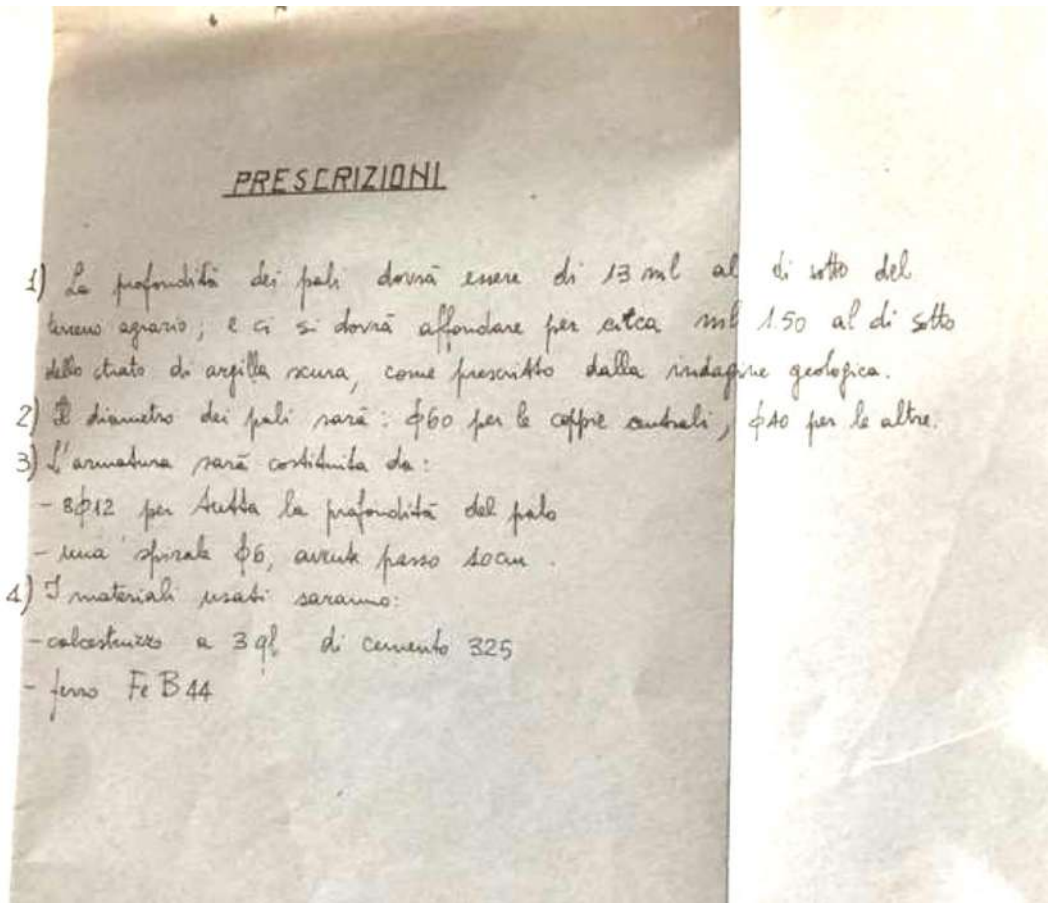 PRESCRIZIONI
1) La profondità dei pali dovrà essere di 13 ml al di sotto del
terreno agrario; e ci si dovrà affondare per circa ml 1.50 al di sotto
dello strato di argilla scura, come prescritto dalla indagine geologica.
2) Il diametro dei pali sarà: ϕ60 per le coppie centrali, ϕ40 per le altre.
3) L'armatura sarà costituita da:
- 8ϕ12 per tutta la profondità del palo
- una spirale ϕ6, avente passo 10cm.
4) I materiali usati saranno:
- calcestruzzo a 3 ql di cemento 325
- ferro Fe B 44